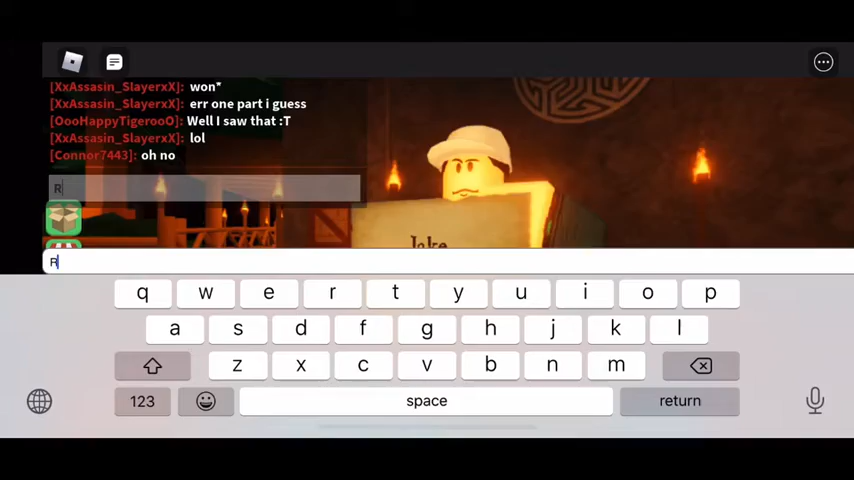 [XxAssasin_SlayerxX]: won*
[XxAssasin_SlayerxX]: err one part i guess
[OooHappyTigerooO]: Well I saw that :T
[XxAssasin_SlayerxX]: lol
[Connor7443]: oh no
R
Jake
R
q w e r t y u i o p
a s d f g h j k l
z x c v b n m
123 space return